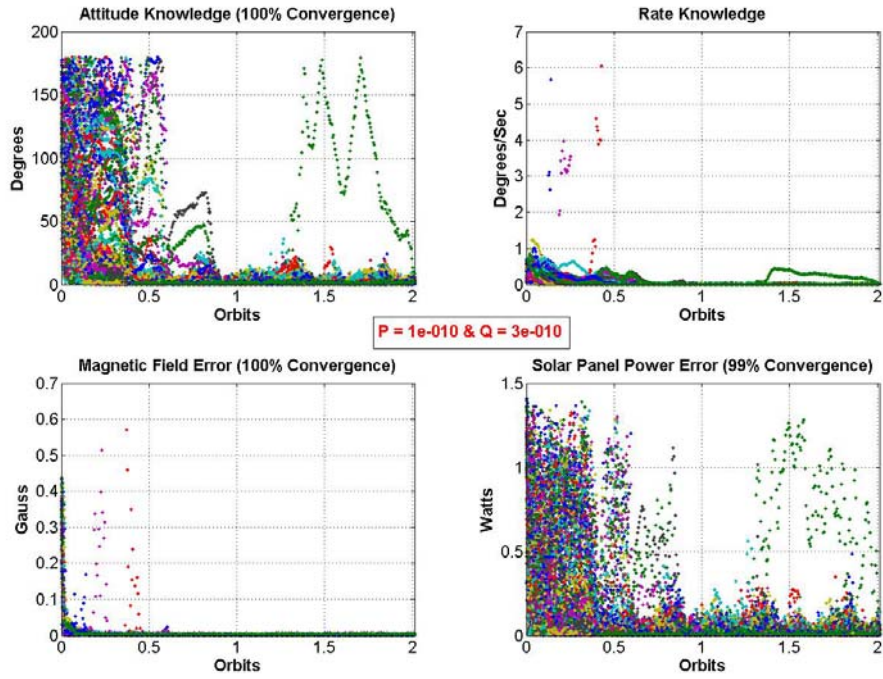 Attitude Knowledge (100% Convergence)
Degrees
200
150
100
50
0
0 0.5 1 1.5 2
Orbits
Rate Knowledge
Degrees/Sec
7
6
5
4
3
2
1
0
0 0.5 1 1.5 2
Orbits
P = 1e-010 & Q = 3e-010
Magnetic Field Error (100% Convergence)
Gauss
0.7
0.6
0.5
0.4
0.3
0.2
0.1
0
0 0.5 1 1.5 2
Orbits
Solar Panel Power Error (99% Convergence)
Watts
1.5
1
0.5
0
0 0.5 1 1.5 2
Orbits